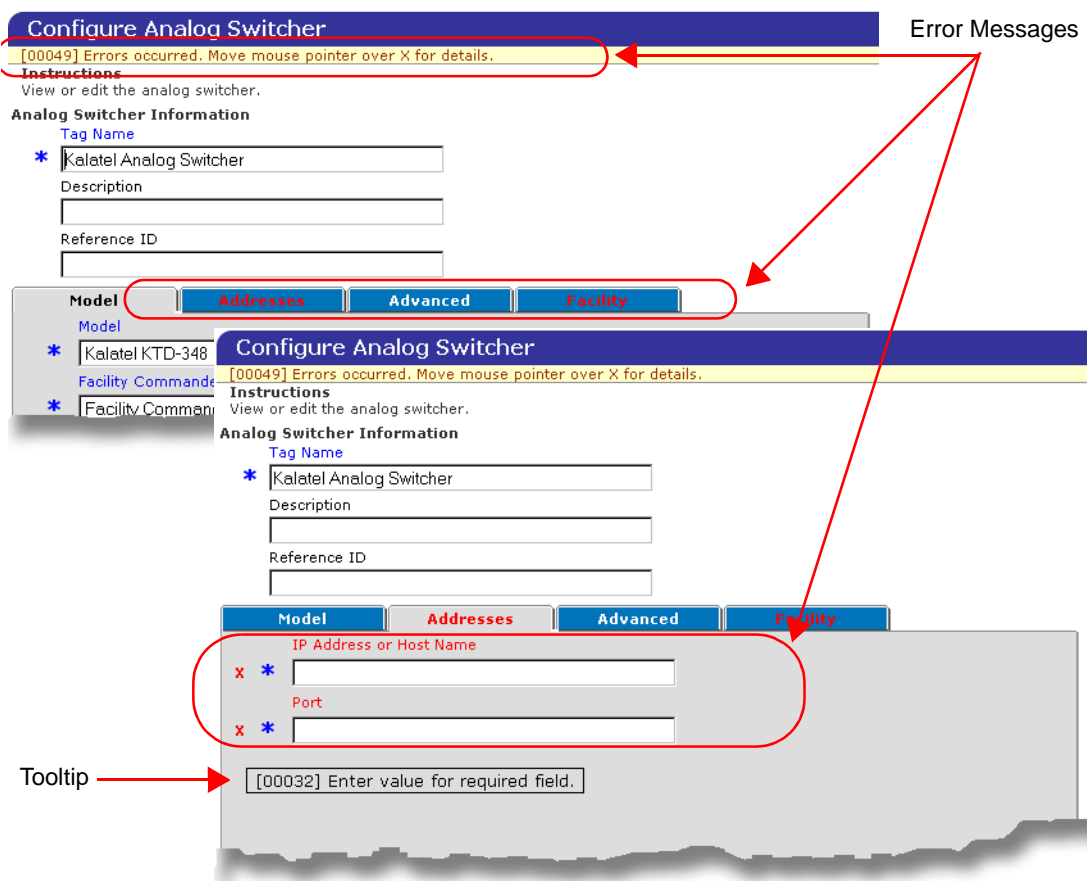 Configure Analog Switcher
Error Messages
[00049] Errors occurred. Move mouse pointer over X for details.
Instructions
View or edit the analog switcher.
Analog Switcher Information
Tag Name
* Kalatel Analog Switcher
Description
Reference ID
Model Addresses Advanced Facility
Model
* Kalatel KTD-348
Facility Commande
* Facility Comman
Configure Analog Switcher
[00049] Errors occurred. Move mouse pointer over X for details.
Instructions
View or edit the analog switcher.
Analog Switcher Information
Tag Name
* Kalatel Analog Switcher
Description
Reference ID
Model Addresses Advanced Facility
IP Address or Host Name
x *
Port
x *
Tooltip
[00032] Enter value for required field.